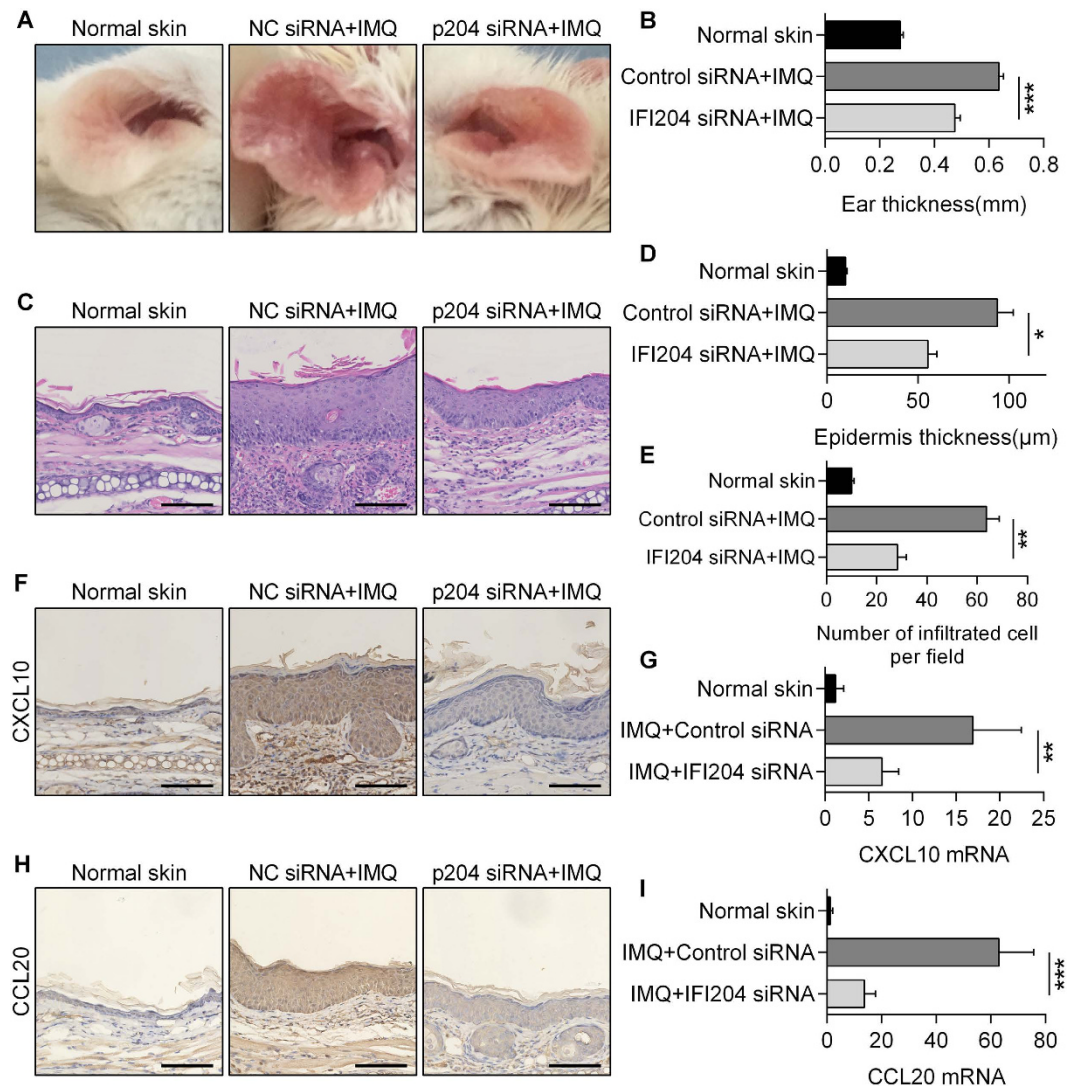 A
Normal skin
NC siRNA+IMQ
p204 siRNA+IMQ
B
Normal skin
Control siRNA+IMQ
IFI204 siRNA+IMQ
***
0.0 0.2 0.4 0.6 0.8
Ear thickness(mm)
C
Normal skin
NC siRNA+IMQ
p204 siRNA+IMQ
D
Normal skin
Control siRNA+IMQ
IFI204 siRNA+IMQ
*
0 50 100
Epidermis thickness(μm)
E
Normal skin
Control siRNA+IMQ
IFI204 siRNA+IMQ
**
0 20 40 60 80
Number of infiltrated cell
per field
F
Normal skin
NC siRNA+IMQ
p204 siRNA+IMQ
CXCL10
G
Normal skin
IMQ+Control siRNA
IMQ+IFI204 siRNA
**
0 5 10 15 20 25
CXCL10 mRNA
H
Normal skin
NC siRNA+IMQ
p204 siRNA+IMQ
CCL20
I
Normal skin
IMQ+Control siRNA
IMQ+IFI204 siRNA
***
0 20 40 60 80
CCL20 mRNA